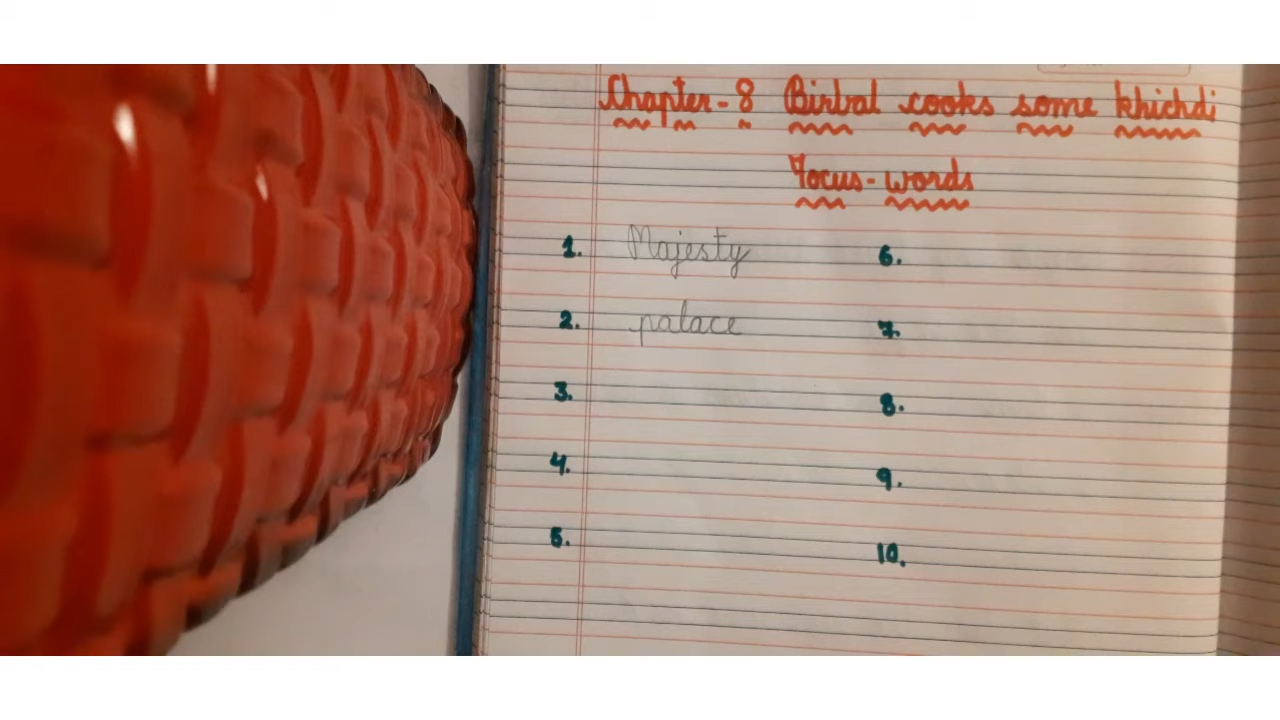 Chapter-8 Birbal cooks some khichdi
Focus-words
1. Majesty 6.
2. palace 7.
3. 8.
4. 9.
5. 10.